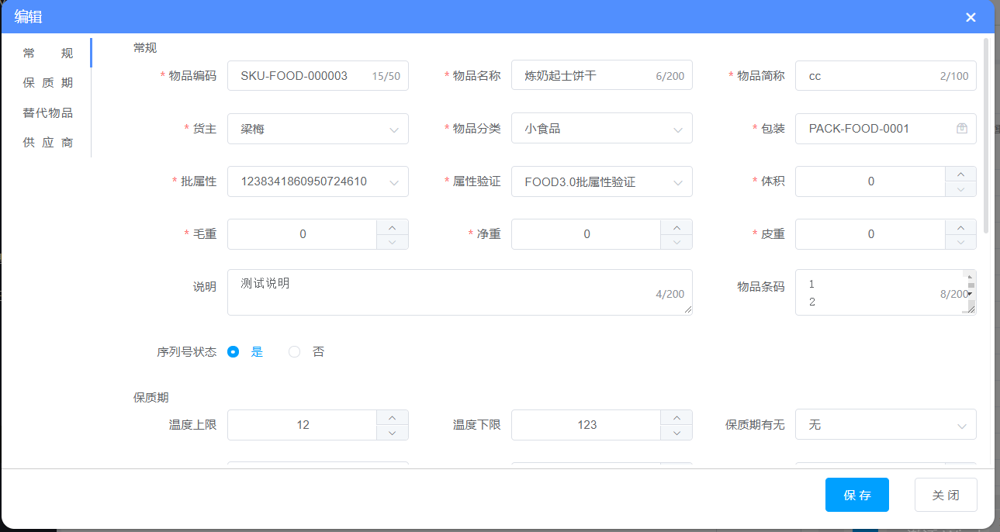 编辑
常 规
保 质 期
替代物品
供 应 商
常规
* 物品编码 SKU-FOOD-000003 15/50 * 物品名称 炼奶起士饼干 6/200 * 物品简称 cc 2/100
* 货主 梁梅 * 物品分类 小食品 * 包装 PACK-FOOD-0001
* 批属性 1238341860950724610 * 属性验证 FOOD3.0批属性验证 * 体积 0
* 毛重 0 * 净重 0 * 皮重 0
说明 测试说明 4/200 物品条码 1
2 8/200
序列号状态 是 否
保质期
温度上限 12 温度下限 123 保质期有无 无
保 存 关 闭